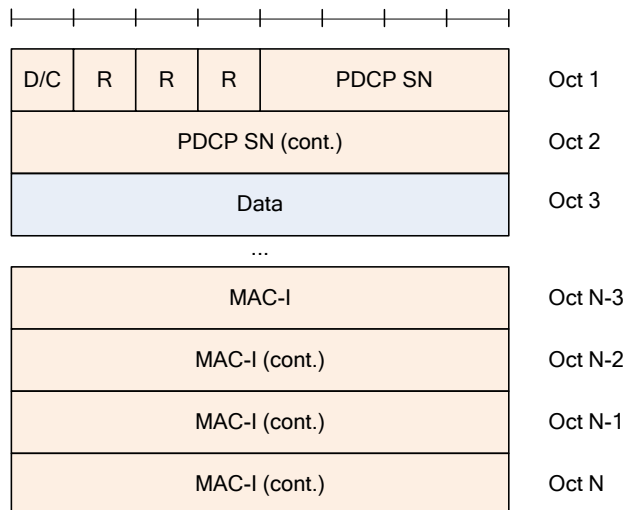 D/C R R R PDCP SN Oct 1
PDCP SN (cont.) Oct 2
Data Oct 3
...
MAC-I Oct N-3
MAC-I (cont.) Oct N-2
MAC-I (cont.) Oct N-1
MAC-I (cont.) Oct N